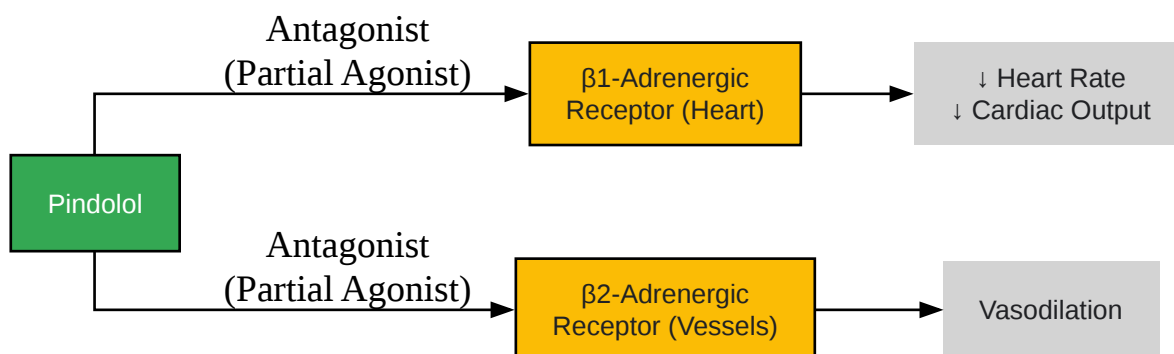 Antagonist
(Partial Agonist)
β1-Adrenergic
Receptor (Heart)
↓ Heart Rate
↓ Cardiac Output
Pindolol
Antagonist
(Partial Agonist)
β2-Adrenergic
Receptor (Vessels)
Vasodilation